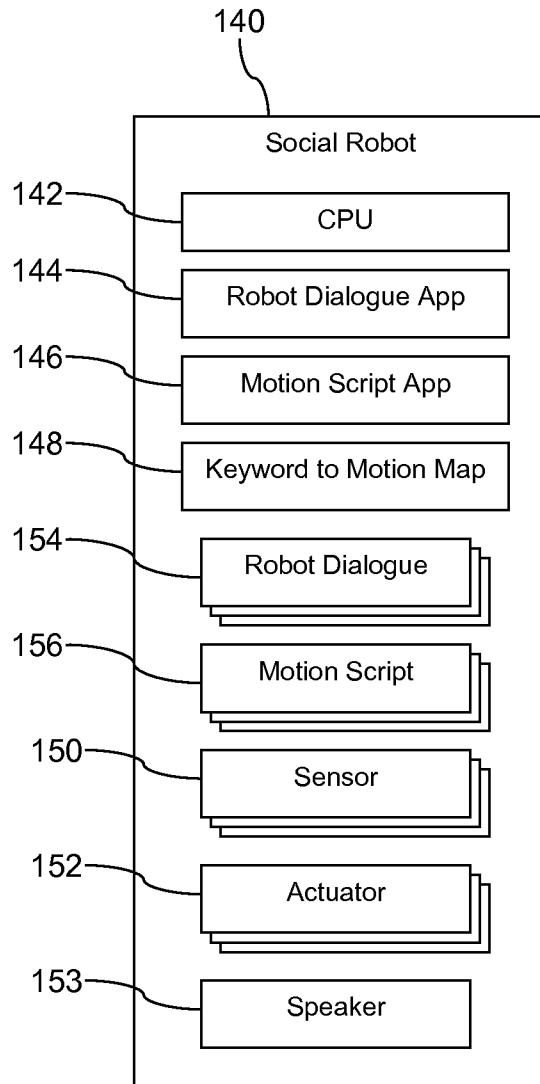 140
Social Robot
142
CPU
144
Robot Dialogue App
146
Motion Script App
148
Keyword to Motion Map
154
Robot Dialogue
156
Motion Script
150
Sensor
152
Actuator
153
Speaker